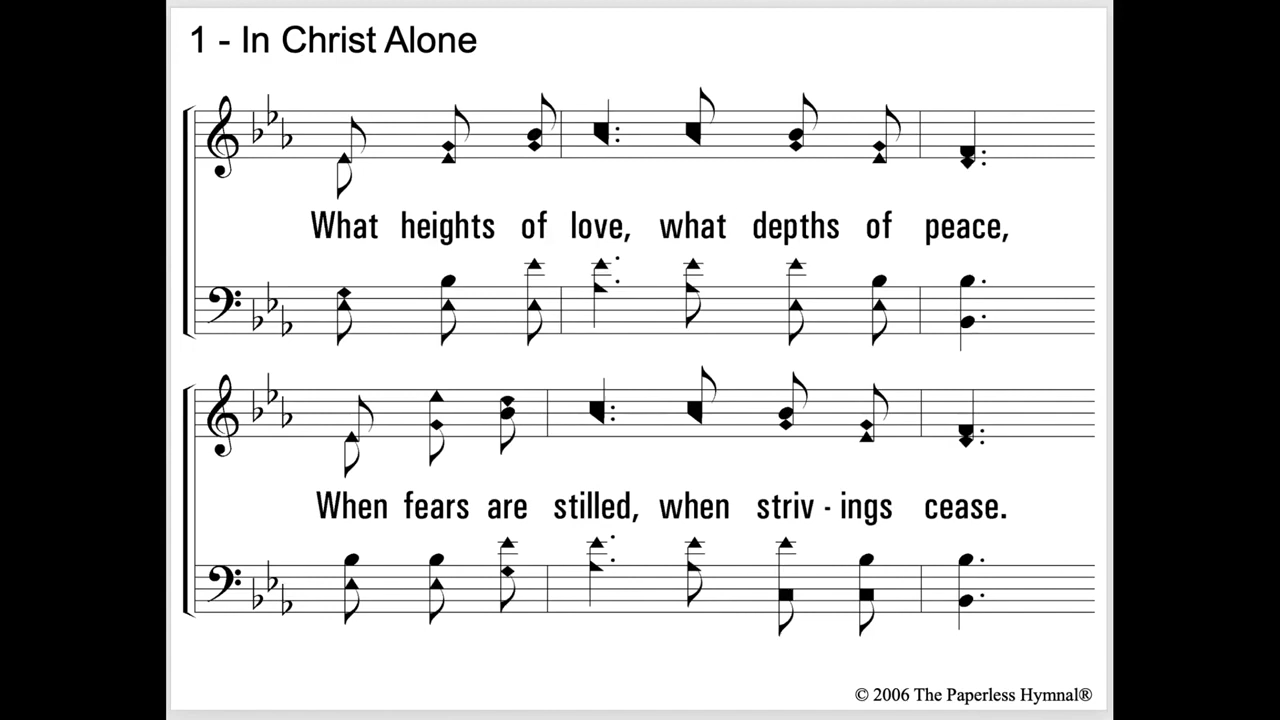 1 - In Christ Alone
What heights of love, what depths of peace,
When fears are stilled, when striv - ings cease.
© 2006 The Paperless Hymnal®